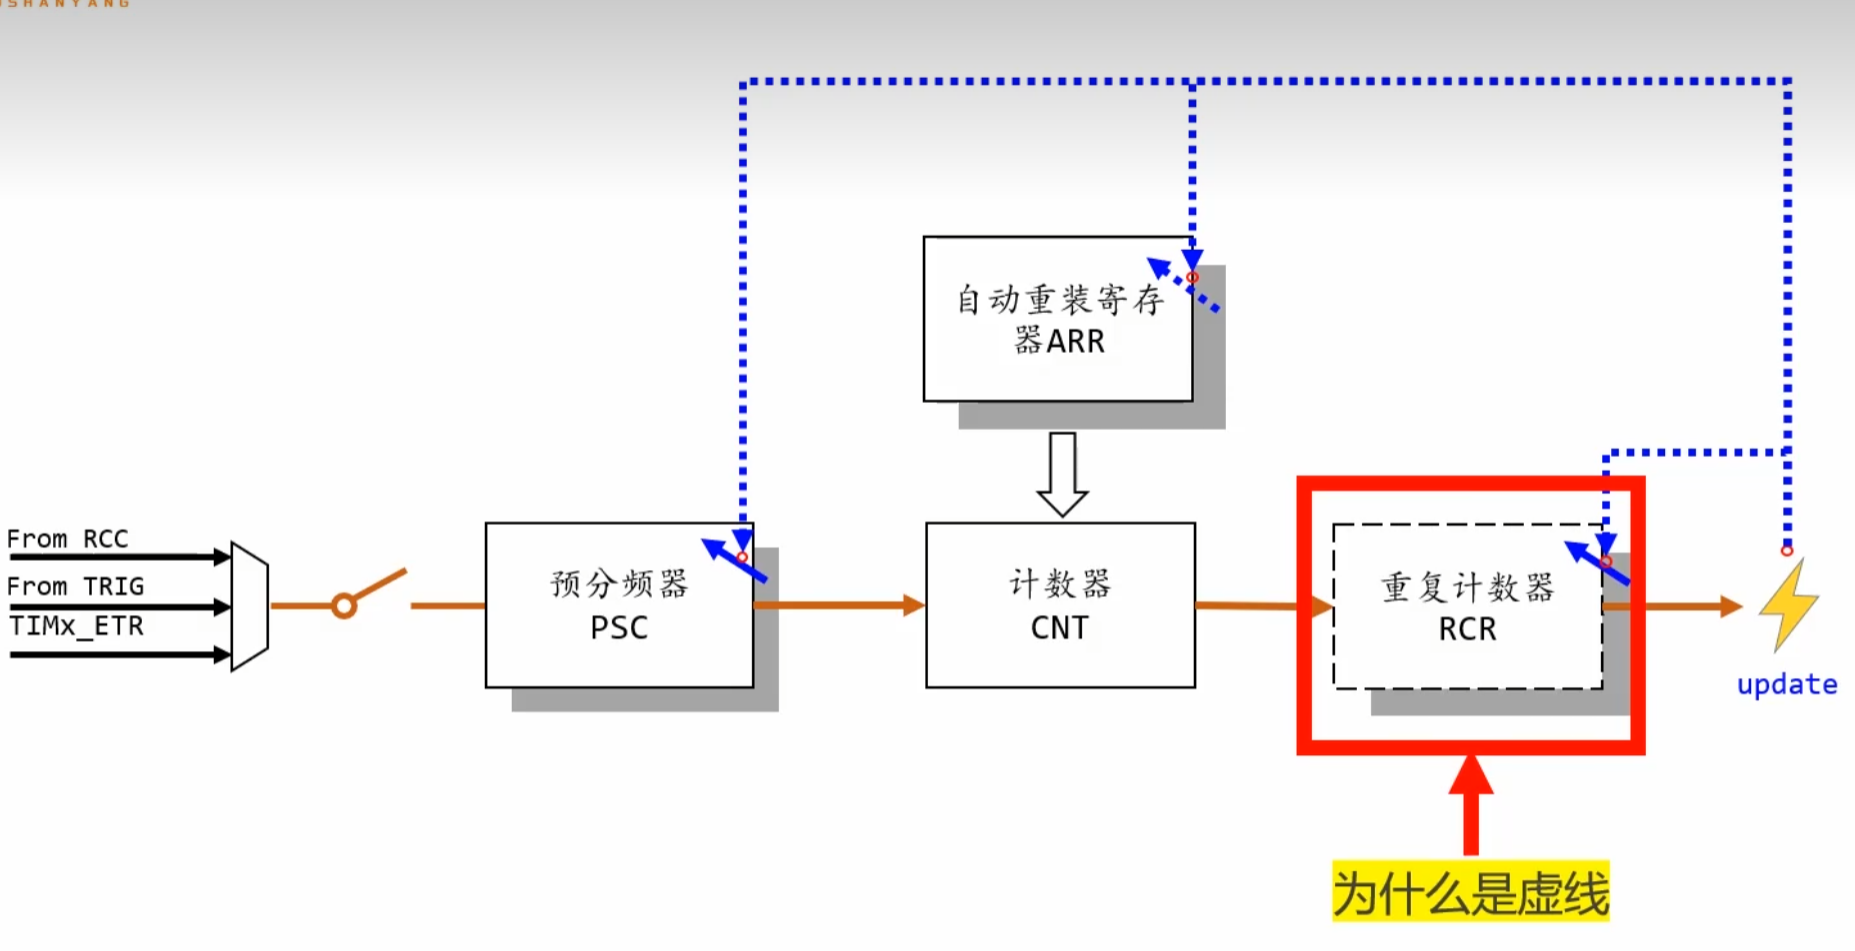 SHANYANG
自动重装寄存
器ARR
From RCC
From TRIG
TIMx_ETR
预分频器
PSC
计数器
CNT
重复计数器
RCR
update
为什么是虚线